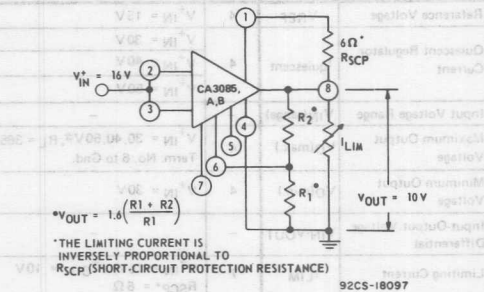 1
6Ω*
RSCP
V+IN = 16 V
2
3
CA3085,
A,B
8
R2•
ILIM
4
5
6
7
R1•
VOUT = 10 V
•VOUT = 1.6 (R1 + R2 / R1)
*THE LIMITING CURRENT IS
INVERSELY PROPORTIONAL TO
RSCP (SHORT-CIRCUIT PROTECTION RESISTANCE)
92CS-18097